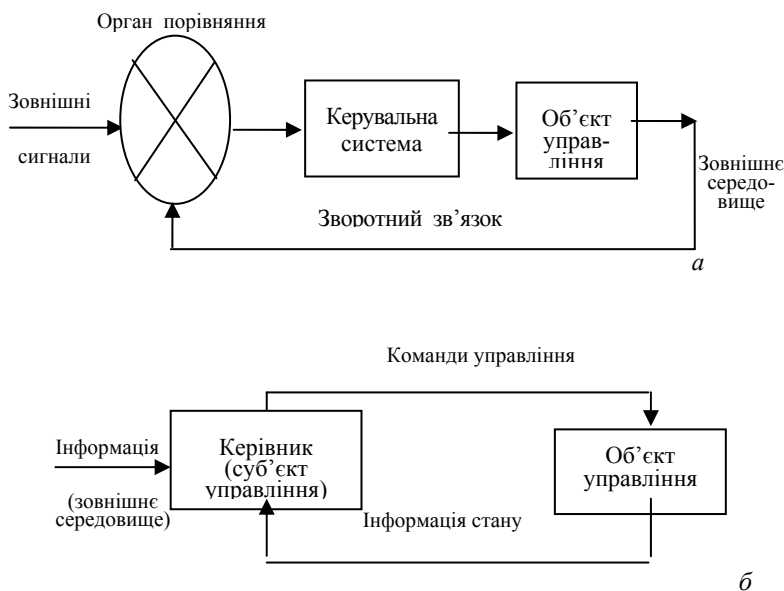 Орган порівняння
Зовнішні
сигнали
Керувальна
система
Об’єкт
управ-
ління
Зовнішнє
середо-
вище
Зворотний зв’язок
а
Команди управління
Інформація
(зовнішнє
середовище)
Керівник
(суб’єкт
управління)
Об’єкт
управління
Інформація стану
б